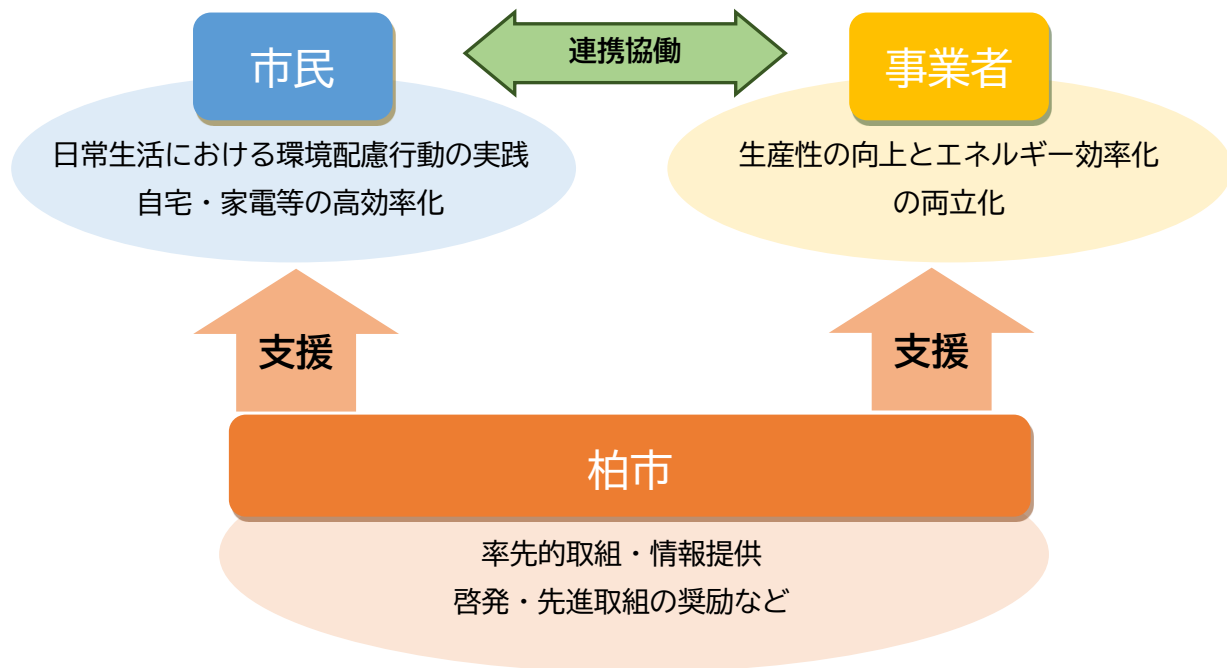 市民
連携協働
事業者
日常生活における環境配慮行動の実践
自宅・家電等の高効率化
生産性の向上とエネルギー効率化
の両立化
支援
支援
柏市
率先的取組・情報提供
啓発・先進取組の奨励など